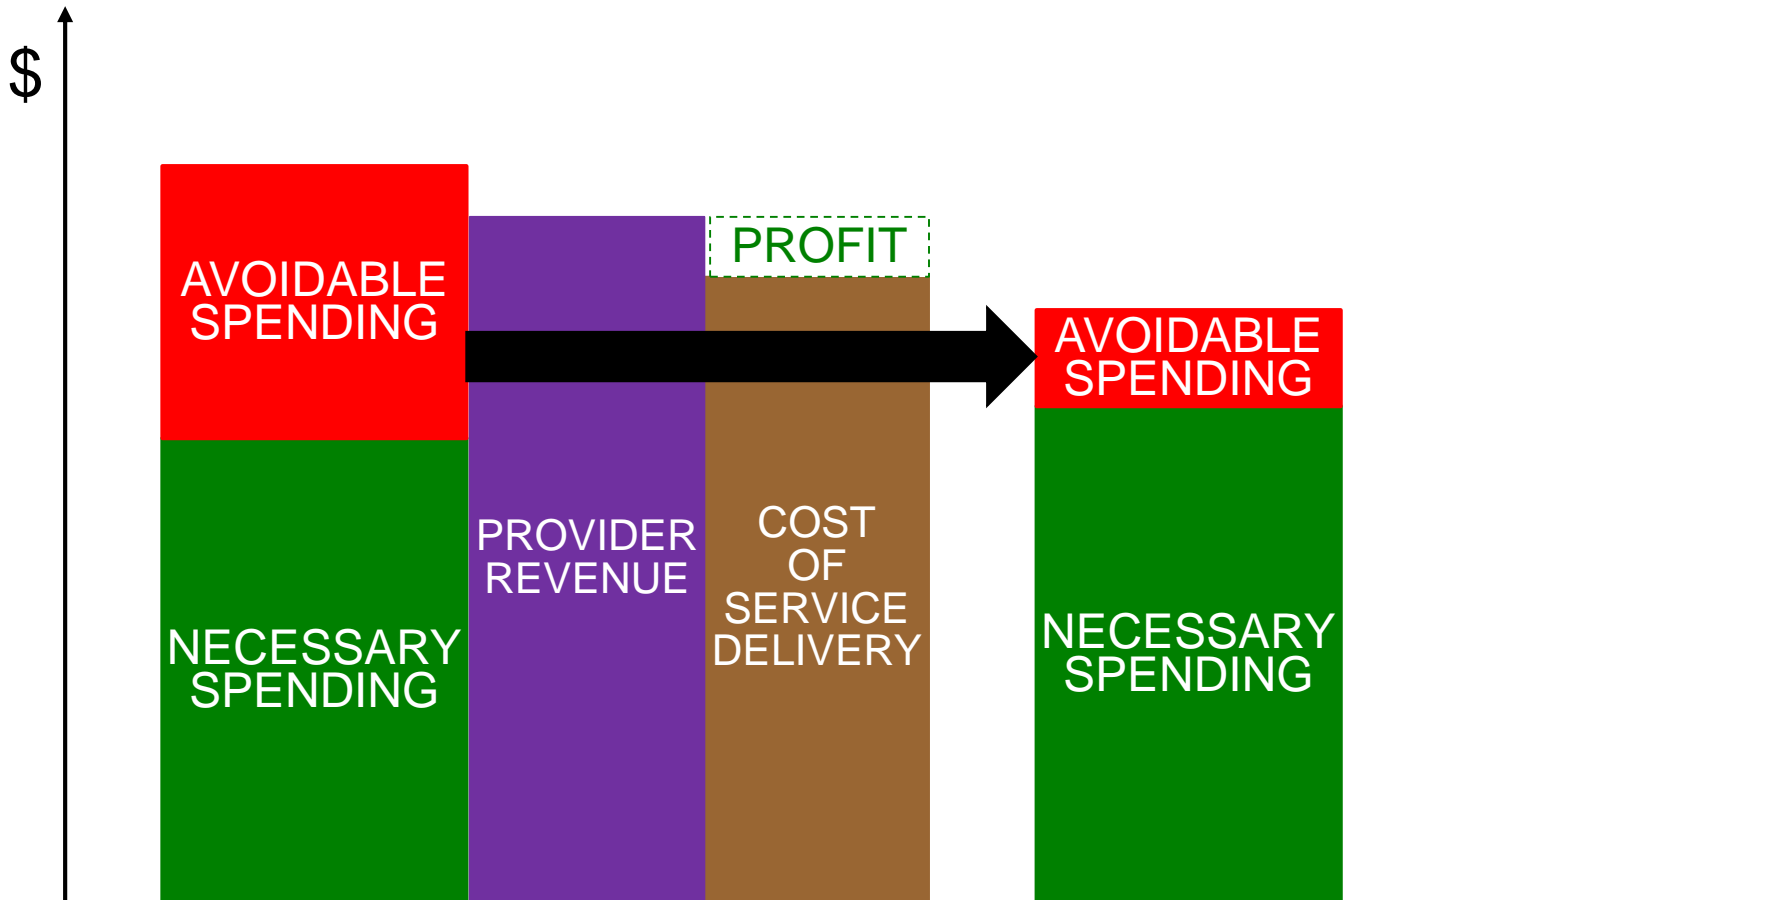 $
AVOIDABLE
SPENDING
NECESSARY
SPENDING
PROVIDER
REVENUE
PROFIT
COST
OF
SERVICE
DELIVERY
AVOIDABLE
SPENDING
NECESSARY
SPENDING